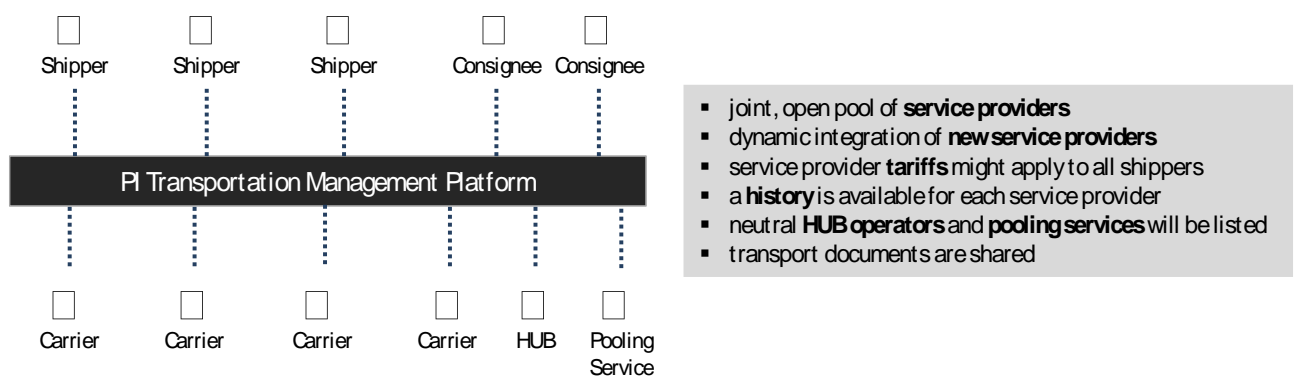 Shipper Shipper Shipper Consignee Consignee
PI Transportation Management Platform
Carrier Carrier Carrier Carrier HUB Pooling
Service
▪ joint, open pool of service providers
▪ dynamic integration of new service providers
▪ service provider tariffs might apply to all shippers
▪ a history is available for each service provider
▪ neutral HUB operators and pooling services will be listed
▪ transport documents are shared